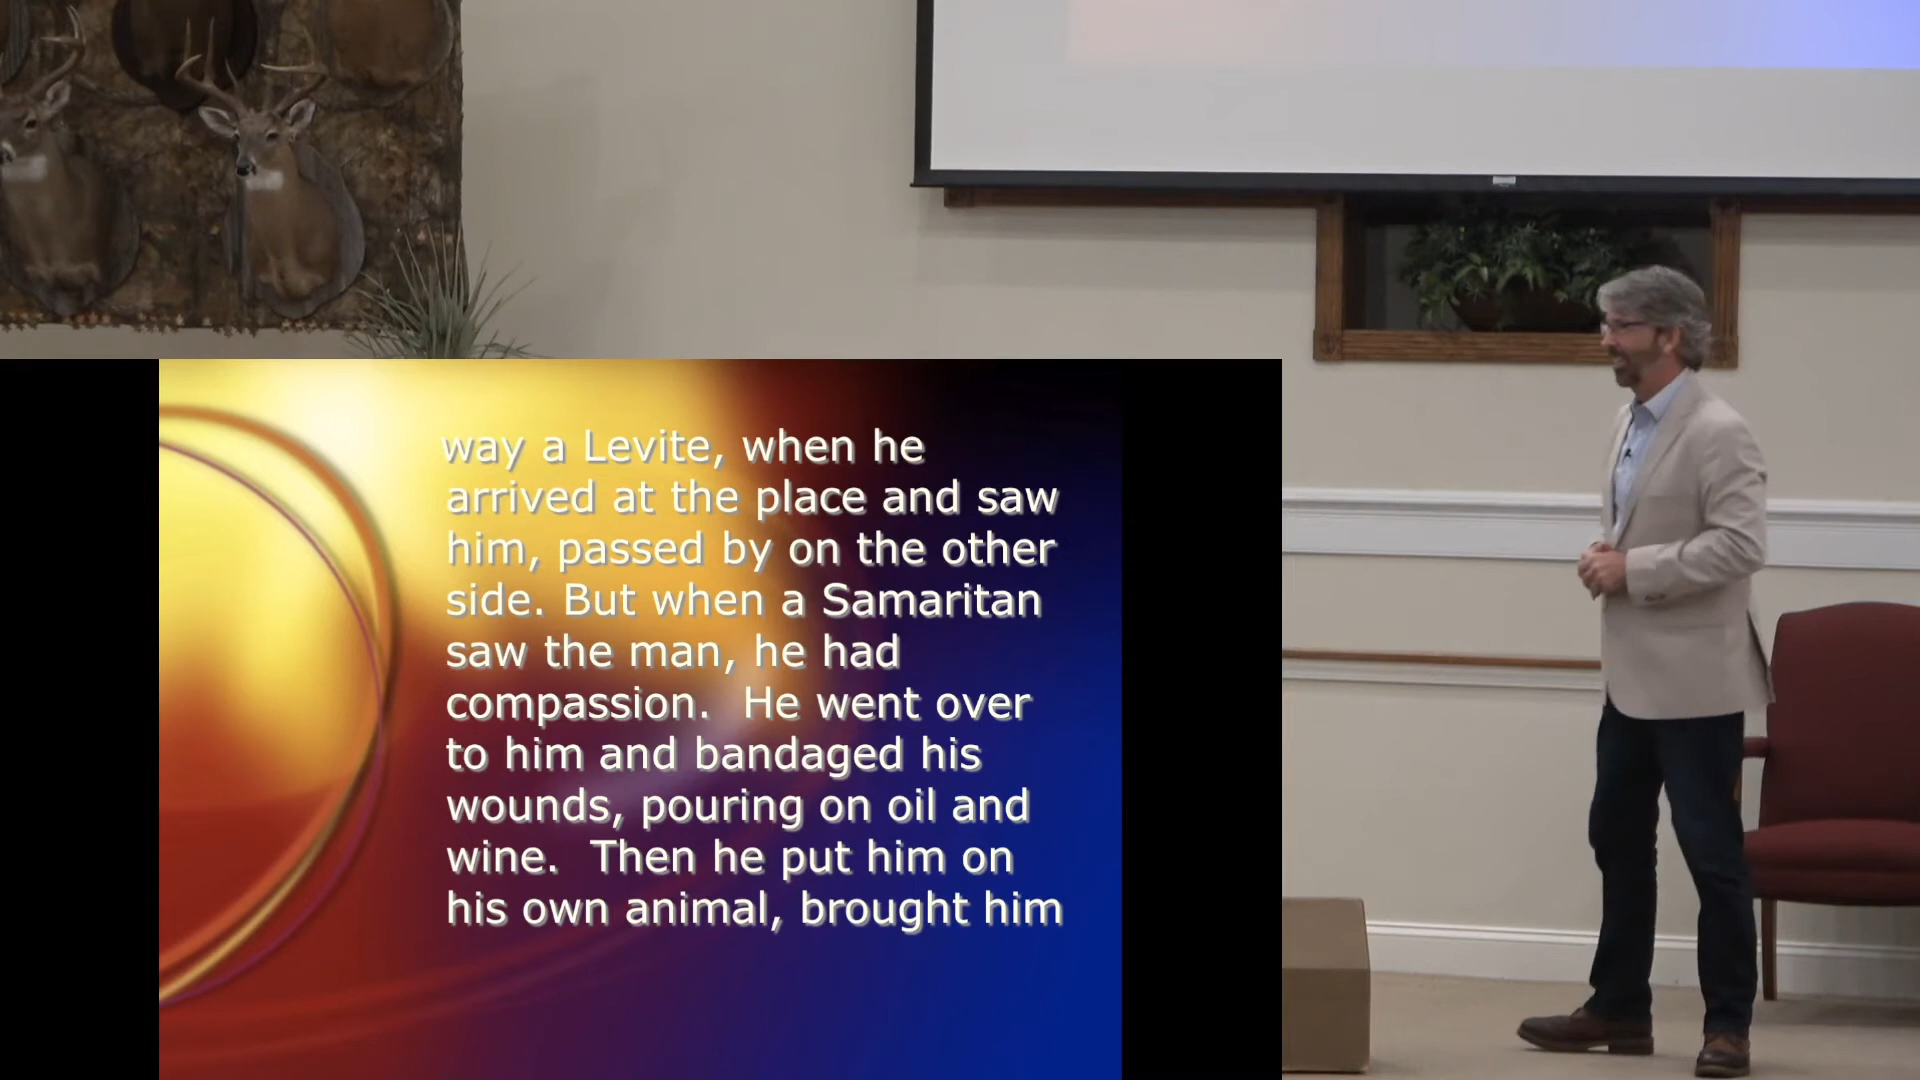 way a Levite, when he
arrived at the place and saw
him, passed by on the other
side. But when a Samaritan
saw the man, he had
compassion.  He went over
to him and bandaged his
wounds, pouring on oil and
wine.  Then he put him on
his own animal, brought him